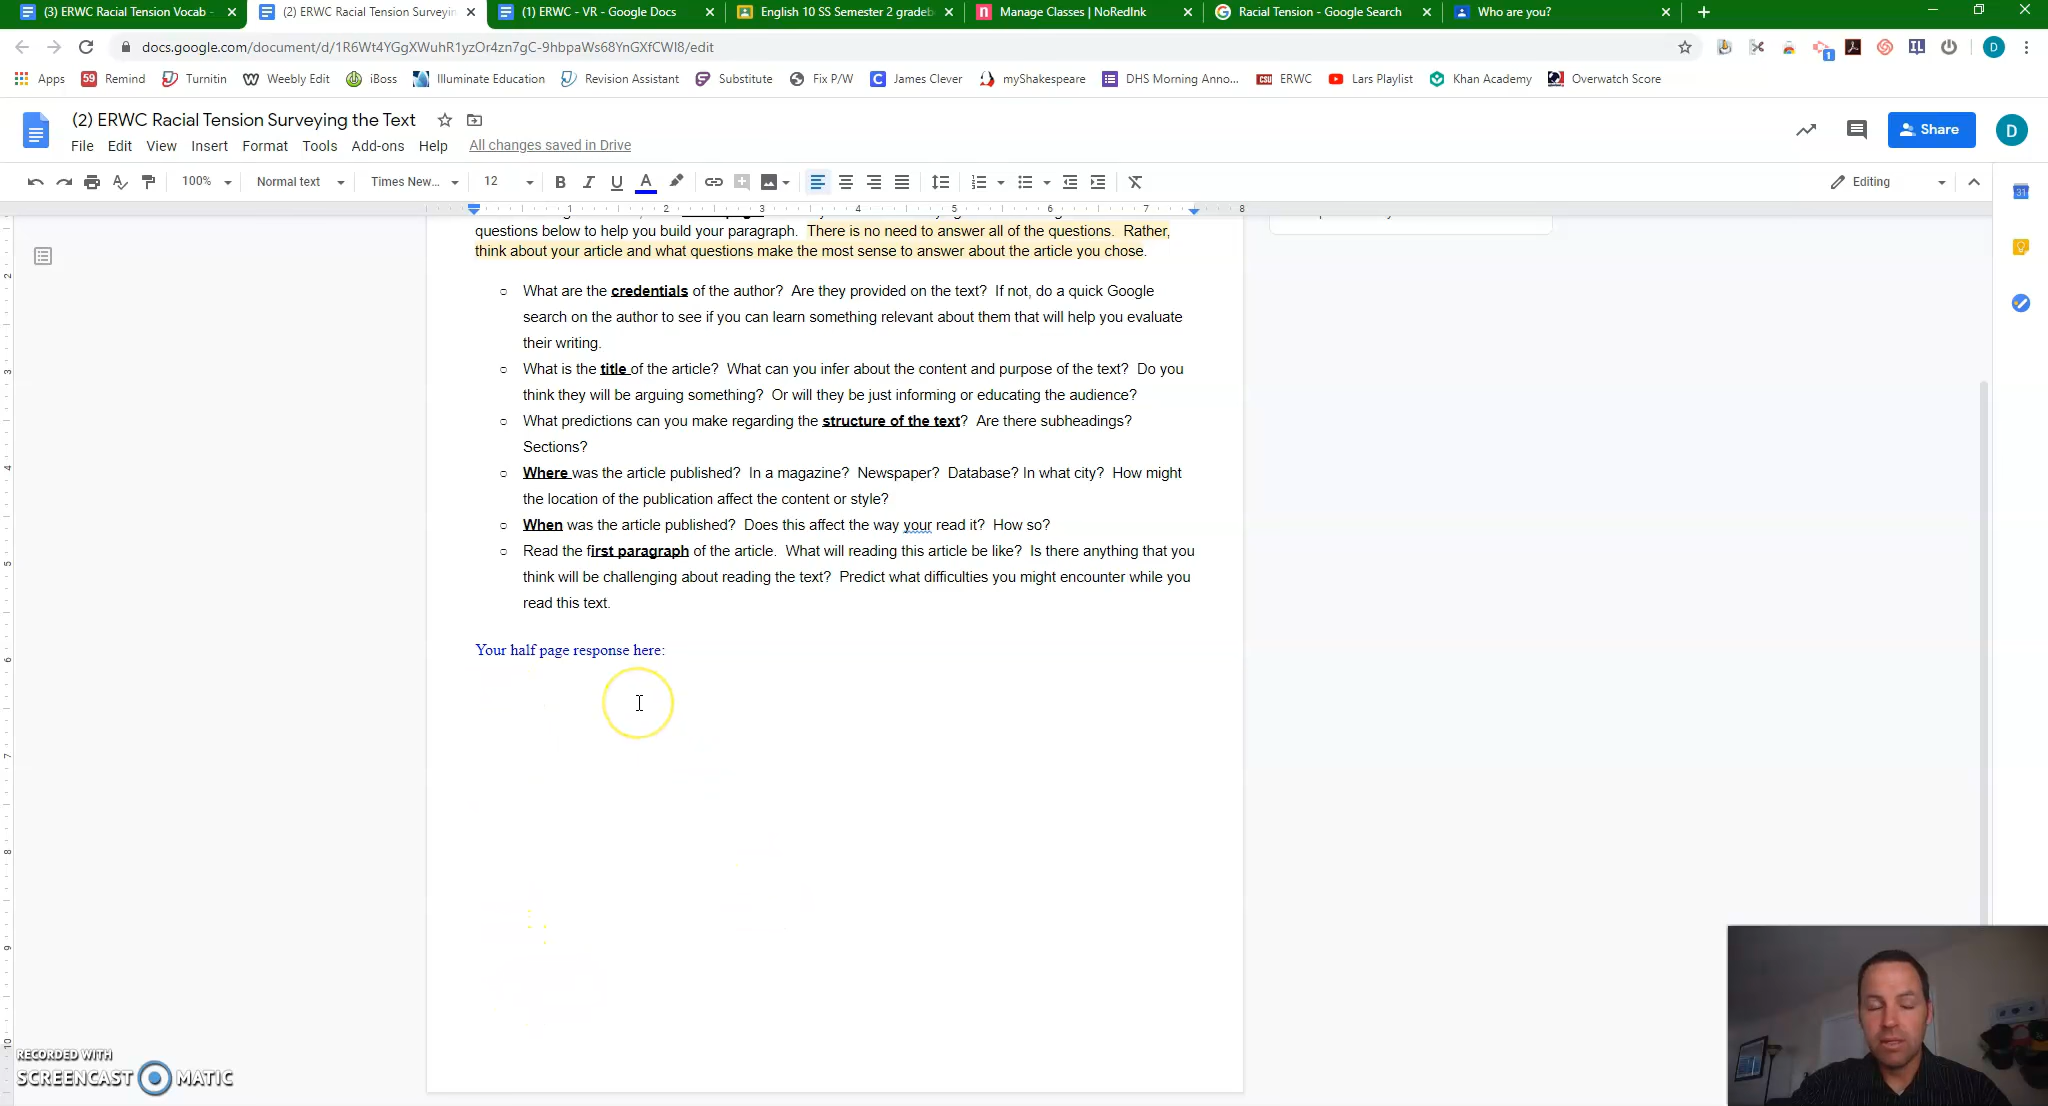 (3) ERWC Racial Tension Vocab -
(2) ERWC Racial Tension Surveyin
(1) ERWC - VR - Google Docs
English 10 SS Semester 2 gradeb
Manage Classes | NoRedInk
Racial Tension - Google Search
Who are you?
docs.google.com/document/d/1R6Wt4YGgXWuhR1yzOr4zn7gC-9hbpaWs68YnGXfCWl8/edit
Apps 59 Remind Turnitin Weebly Edit iBoss Illuminate Education Revision Assistant Substitute Fix P/W James Clever myShakespeare DHS Morning Anno... CSU ERWC Lars Playlist Khan Academy Overwatch Score
(2) ERWC Racial Tension Surveying the Text
Share
D
File Edit View Insert Format Tools Add-ons Help All changes saved in Drive
100% Normal text Times New... 12 B I U A Editing
1 2 3 4 5 6 7 8
questions below to help you build your paragraph. There is no need to answer all of the questions. Rather,
think about your article and what questions make the most sense to answer about the article you chose.
What are the credentials of the author? Are they provided on the text? If not, do a quick Google
search on the author to see if you can learn something relevant about them that will help you evaluate
their writing.
What is the title of the article? What can you infer about the content and purpose of the text? Do you
think they will be arguing something? Or will they be just informing or educating the audience?
What predictions can you make regarding the structure of the text? Are there subheadings?
Sections?
Where was the article published? In a magazine? Newspaper? Database? In what city? How might
the location of the publication affect the content or style?
When was the article published? Does this affect the way your read it? How so?
Read the first paragraph of the article. What will reading this article be like? Is there anything that you
think will be challenging about reading the text? Predict what difficulties you might encounter while you
read this text.
Your half page response here:
RECORDED WITH
SCREENCAST MATIC